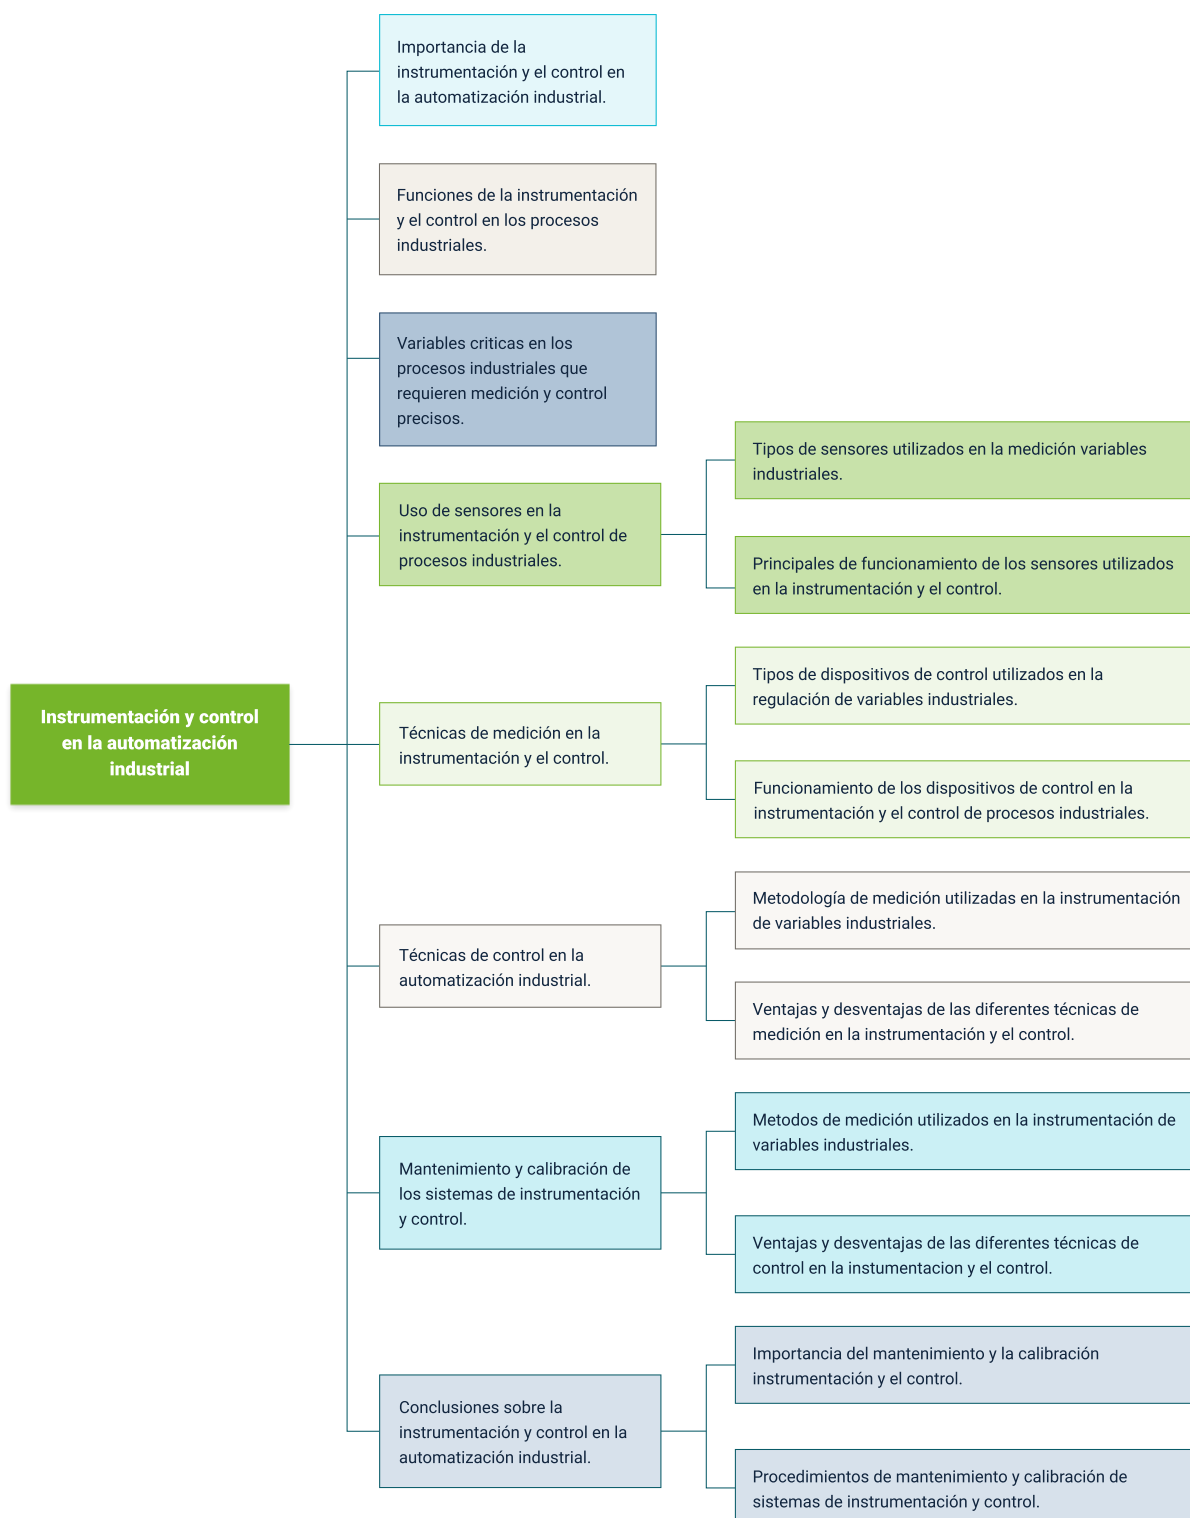 Importancia de la
instrumentación y el control en
la automatización industrial.
Funciones de la instrumentación
y el control en los procesos
industriales.
Variables criticas en los
procesos industriales que
requieren medición y control
precisos.
Uso de sensores en la
instrumentación y el control de
procesos industriales.
Tipos de sensores utilizados en la medición variables
industriales.
Principales de funcionamiento de los sensores utilizados
en la instrumentación y el control.
Instrumentación y control
en la automatización
industrial
Técnicas de medición en la
instrumentación y el control.
Tipos de dispositivos de control utilizados en la
regulación de variables industriales.
Funcionamiento de los dispositivos de control en la
instrumentación y el control de procesos industriales.
Técnicas de control en la
automatización industrial.
Metodología de medición utilizadas en la instrumentación
de variables industriales.
Ventajas y desventajas de las diferentes técnicas de
medición en la instrumentación y el control.
Mantenimiento y calibración de
los sistemas de instrumentación
y control.
Metodos de medición utilizados en la instrumentación de
variables industriales.
Ventajas y desventajas de las diferentes técnicas de
control en la instumentacion y el control.
Conclusiones sobre la
instrumentación y control en la
automatización industrial.
Importancia del mantenimiento y la calibración
instrumentación y el control.
Procedimientos de mantenimiento y calibración de
sistemas de instrumentación y control.